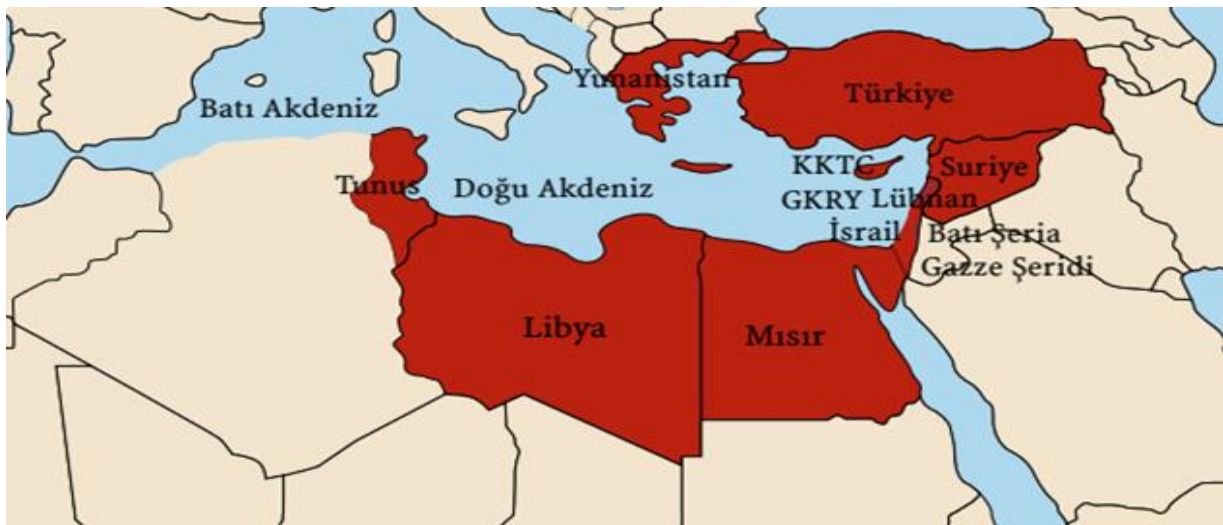 Yunanistan
Türkiye
Batı Akdeniz
Tunus
Doğu Akdeniz
KKTC
Suriye
GKRY Lübnan
İsrail
Batı Şeria
Gazze Şeridi
Libya
Mısır